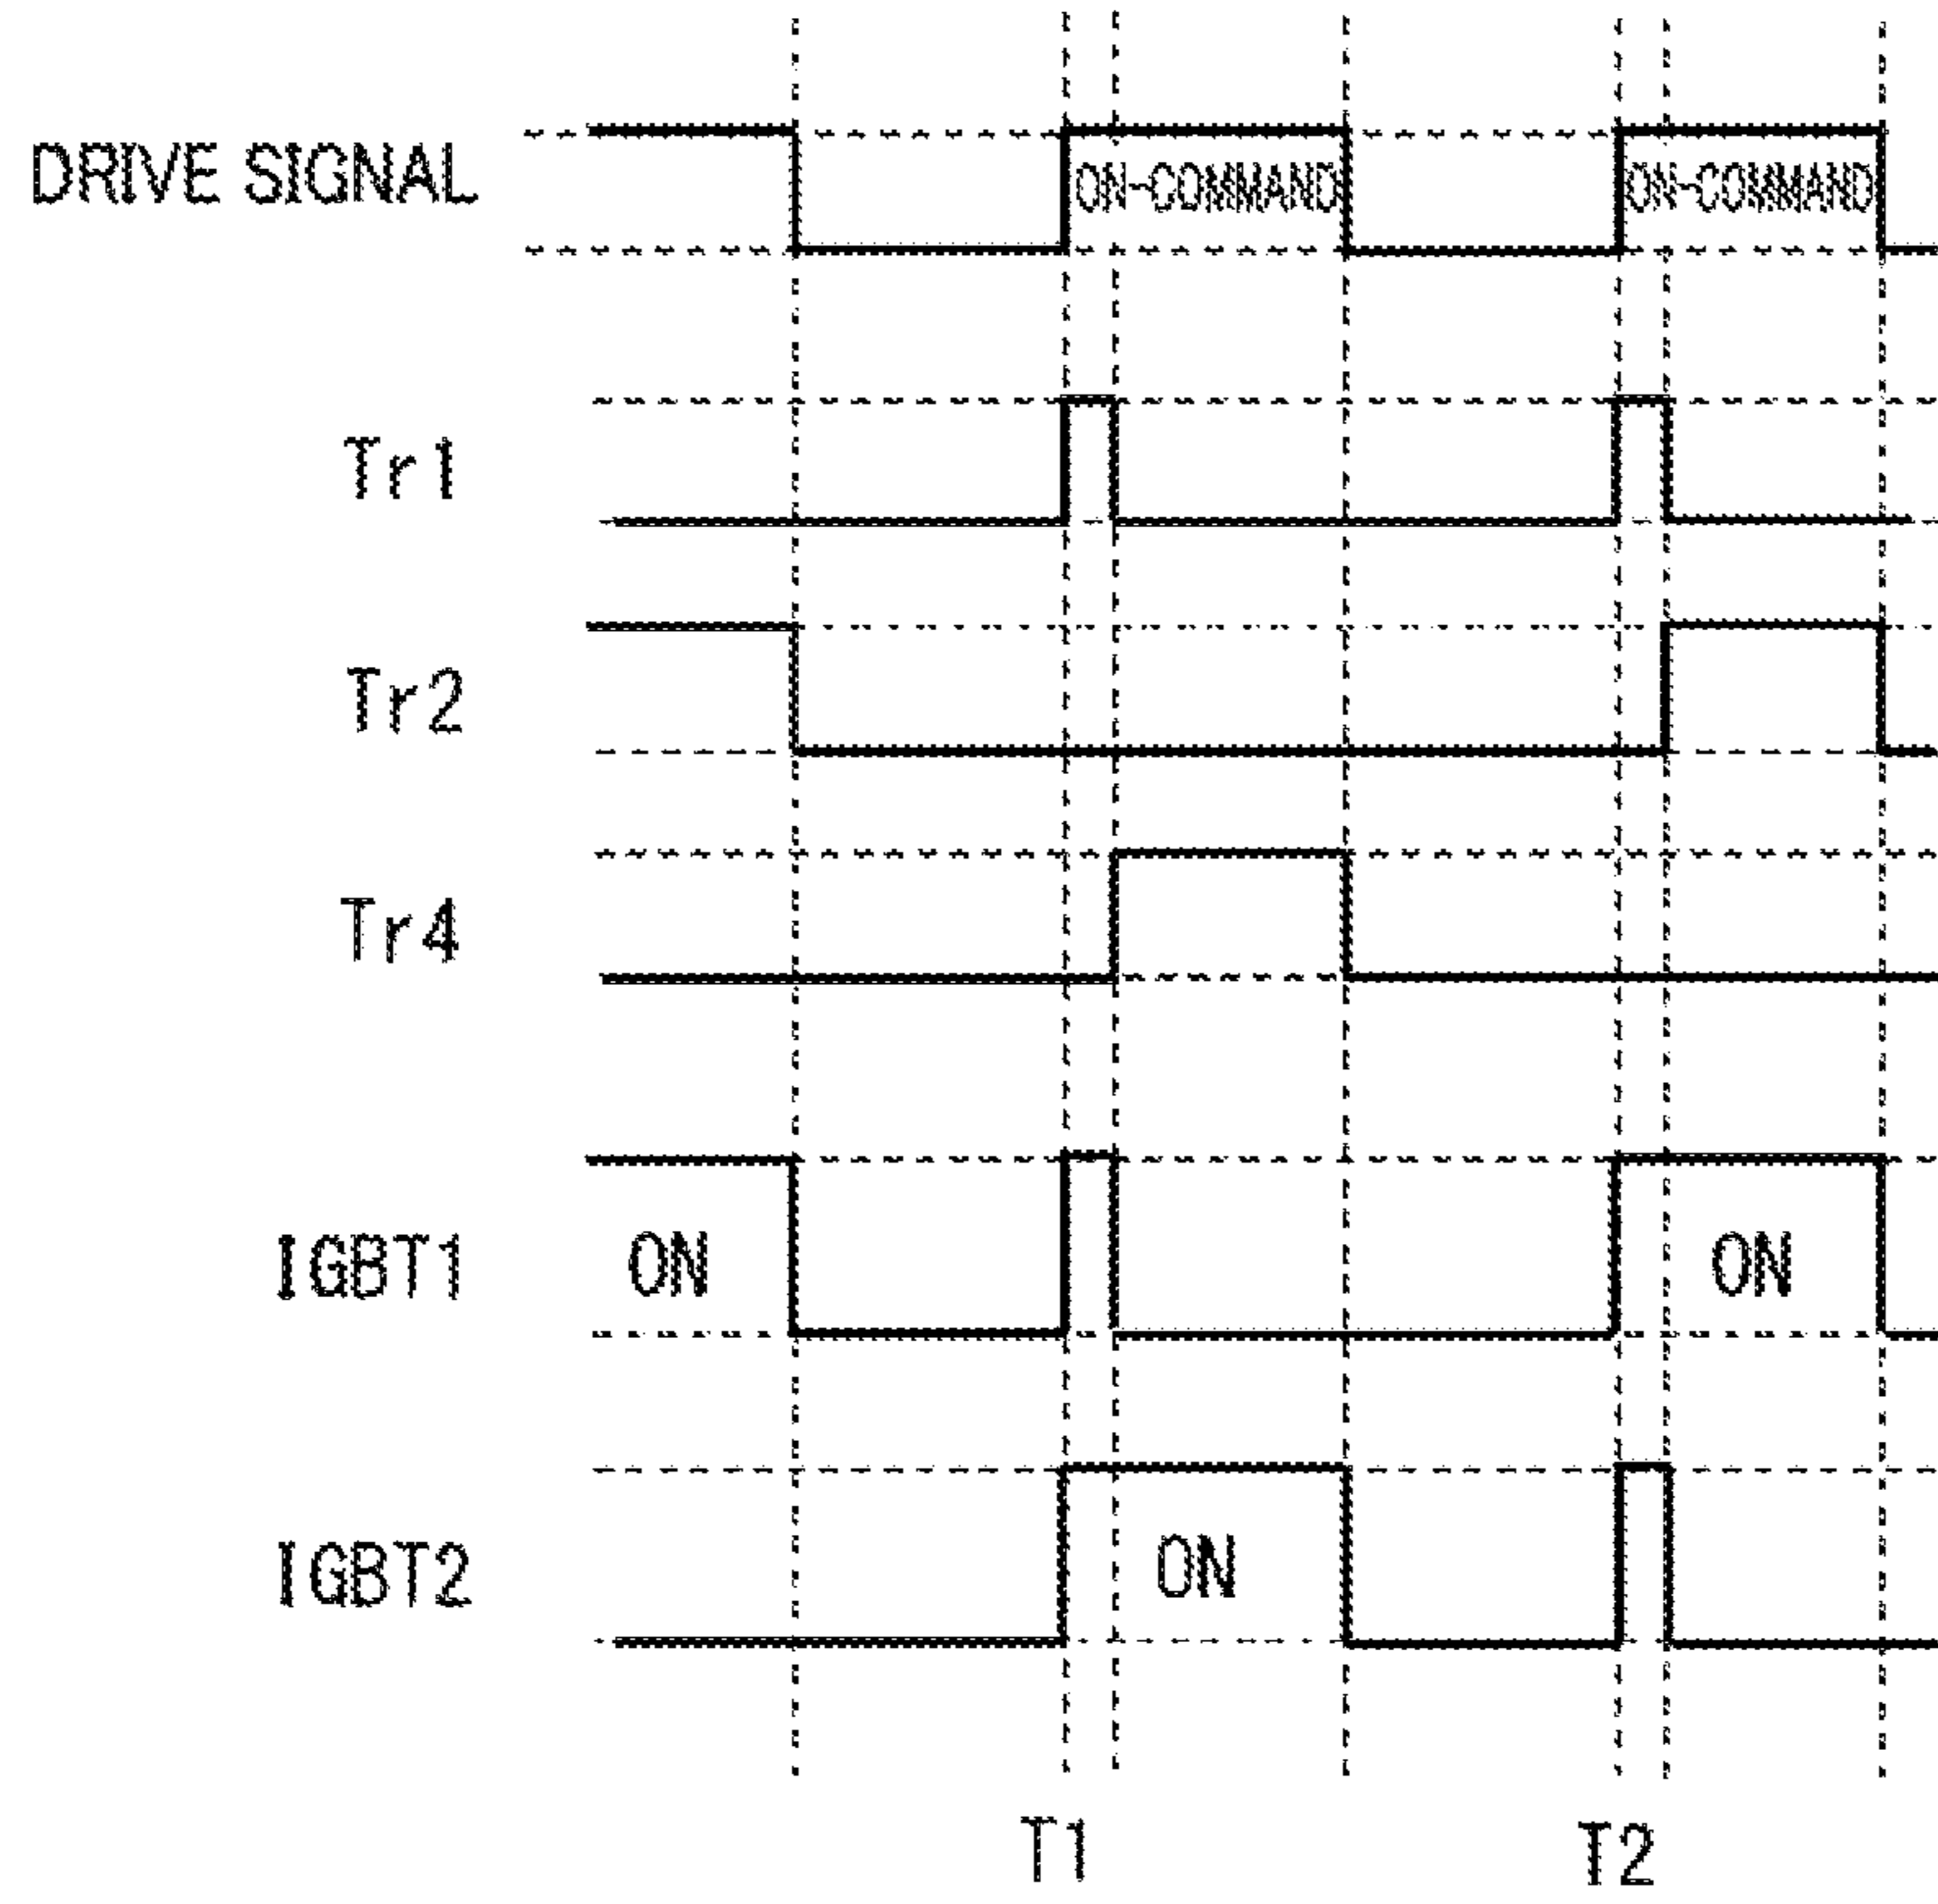 DRIVE SIGNAL
ON-COMMAND ON-COMMAND
Tr1
Tr2
Tr4
IGBT1
ON ON
IGBT2
ON
T1 T2